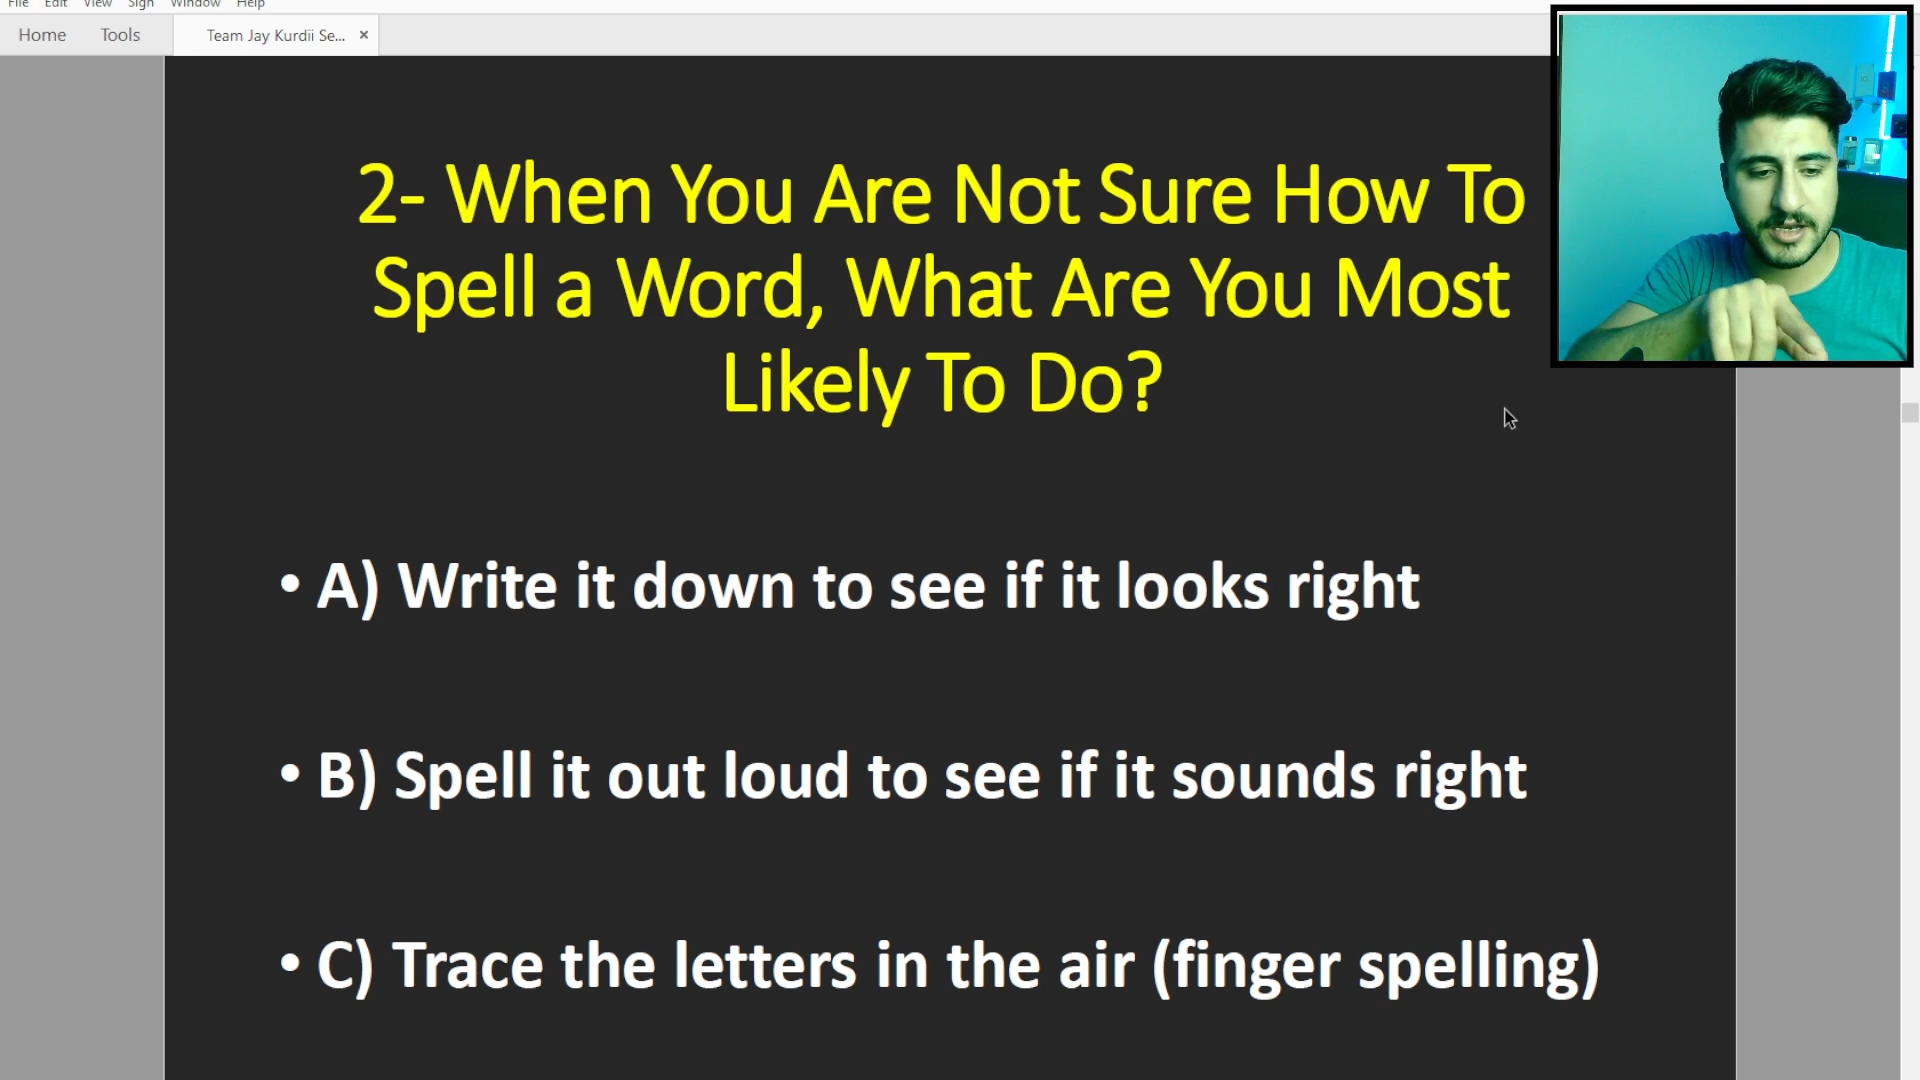 File Edit View Sign Window Help
Home Tools Team Jay Kurdii Se... ×
2- When You Are Not Sure How To
Spell a Word, What Are You Most
Likely To Do?
• A) Write it down to see if it looks right
• B) Spell it out loud to see if it sounds right
• C) Trace the letters in the air (finger spelling)